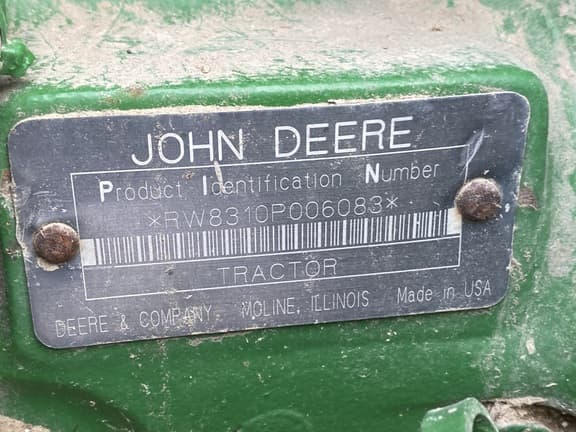 JOHN DEERE
Product Identification Number
*RW8310P006083*
TRACTOR
DEERE & COMPANY MOLINE, ILLINOIS Made in USA